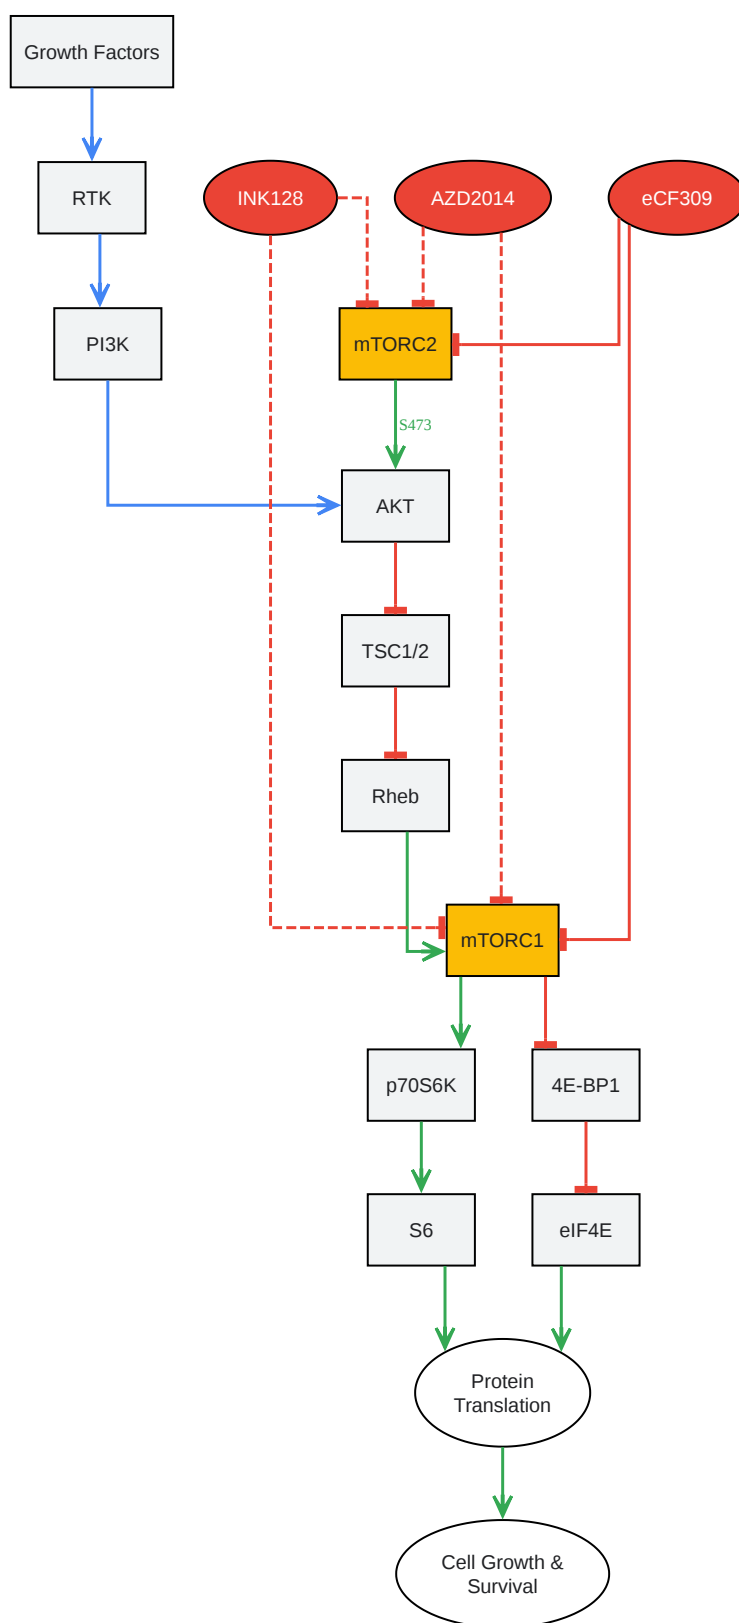 Growth Factors
RTK
INK128
AZD2014
eCF309
PI3K
mTORC2
S473
AKT
TSC1/2
Rheb
mTORC1
p70S6K
4E-BP1
S6
eIF4E
Protein
Translation
Cell Growth &
Survival